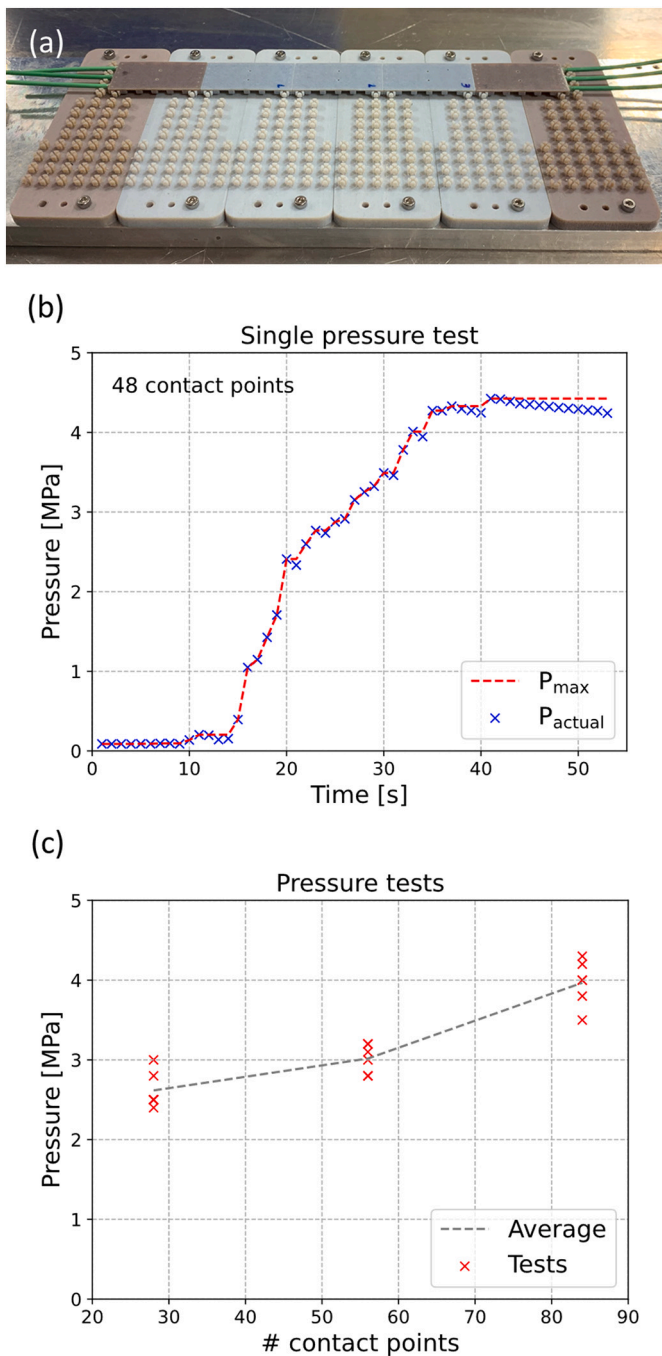 (a)
(b)
Single pressure test
48 contact points
5
4
3
2
1
0
Pressure [MPa]
P_max
P_actual
0 10 20 30 40 50
Time [s]
(c)
Pressure tests
5
4
3
2
1
0
Pressure [MPa]
Average
Tests
20 30 40 50 60 70 80 90
# contact points